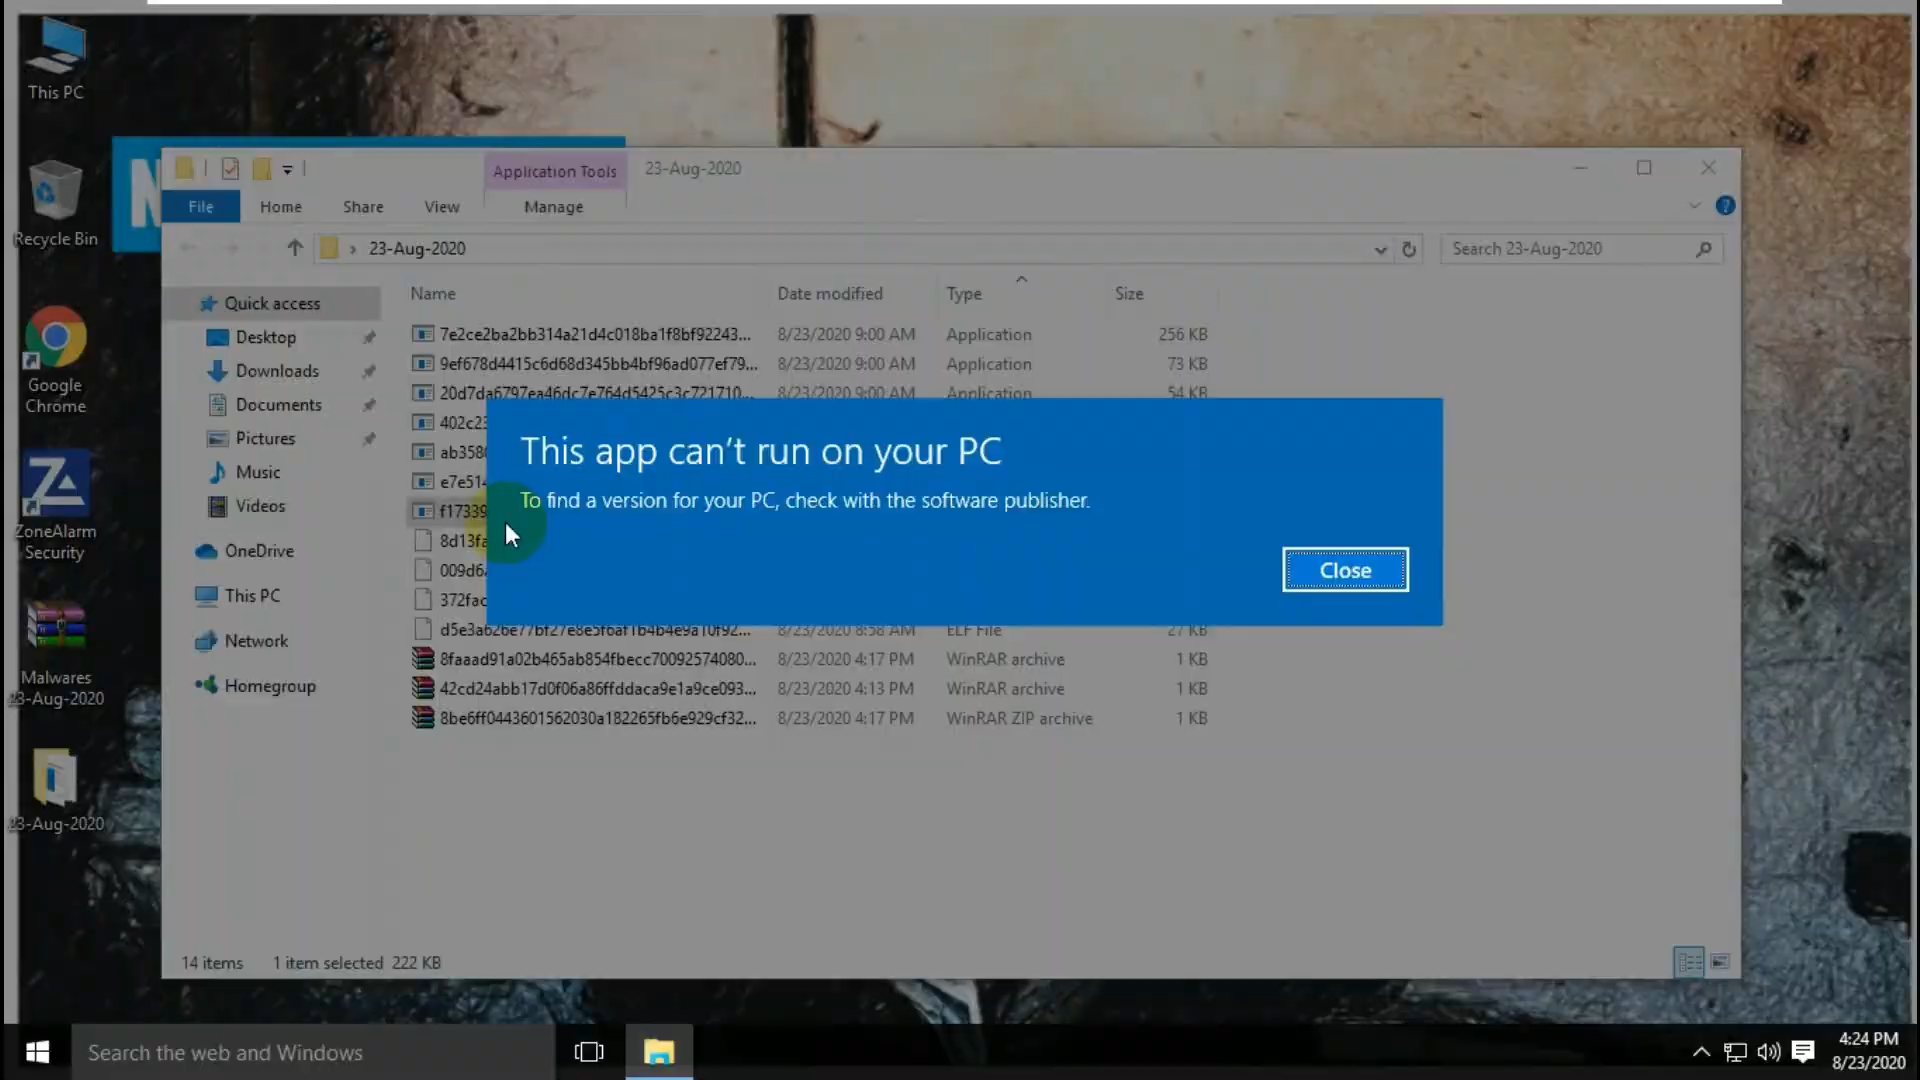 This PC
Recycle Bin
Google
Chrome
ZoneAlarm
Security
Malwares
23-Aug-2020
23-Aug-2020
N
Application Tools
23-Aug-2020
File
Home
Share
View
Manage
?
23-Aug-2020
Search 23-Aug-2020
Quick access
Desktop
Downloads
Documents
Pictures
Music
Videos
OneDrive
This PC
Network
Homegroup
Name Date modified Type Size
7e2ce2ba2bb314a21d4c018ba1f8bf92243... 8/23/2020 9:00 AM Application 256 KB
9ef678d4415c6d68d345bb4bf96ad077ef79... 8/23/2020 9:00 AM Application 73 KB
20d7da6797ea46dc7e764d5425c3c721710... 8/23/2020 9:00 AM Application 54 KB
402c23
ab358
e7e514
f17339
8d13fa
009d6
372fac
d5e3a62be77bf27e8e5f6af1b4b4e9a10f92... 8/23/2020 8:58 AM ELF File 27 KB
8faaad91a02b465ab854fbecc70092574080... 8/23/2020 4:17 PM WinRAR archive 1 KB
42cd24abb17d0f06a86ffddaca9e1a9ce093... 8/23/2020 4:13 PM WinRAR archive 1 KB
8be6ff0443601562030a182265fb6e929cf32... 8/23/2020 4:17 PM WinRAR ZIP archive 1 KB
This app can't run on your PC
To find a version for your PC, check with the software publisher.
Close
14 items 1 item selected 222 KB
Search the web and Windows
4:24 PM
8/23/2020